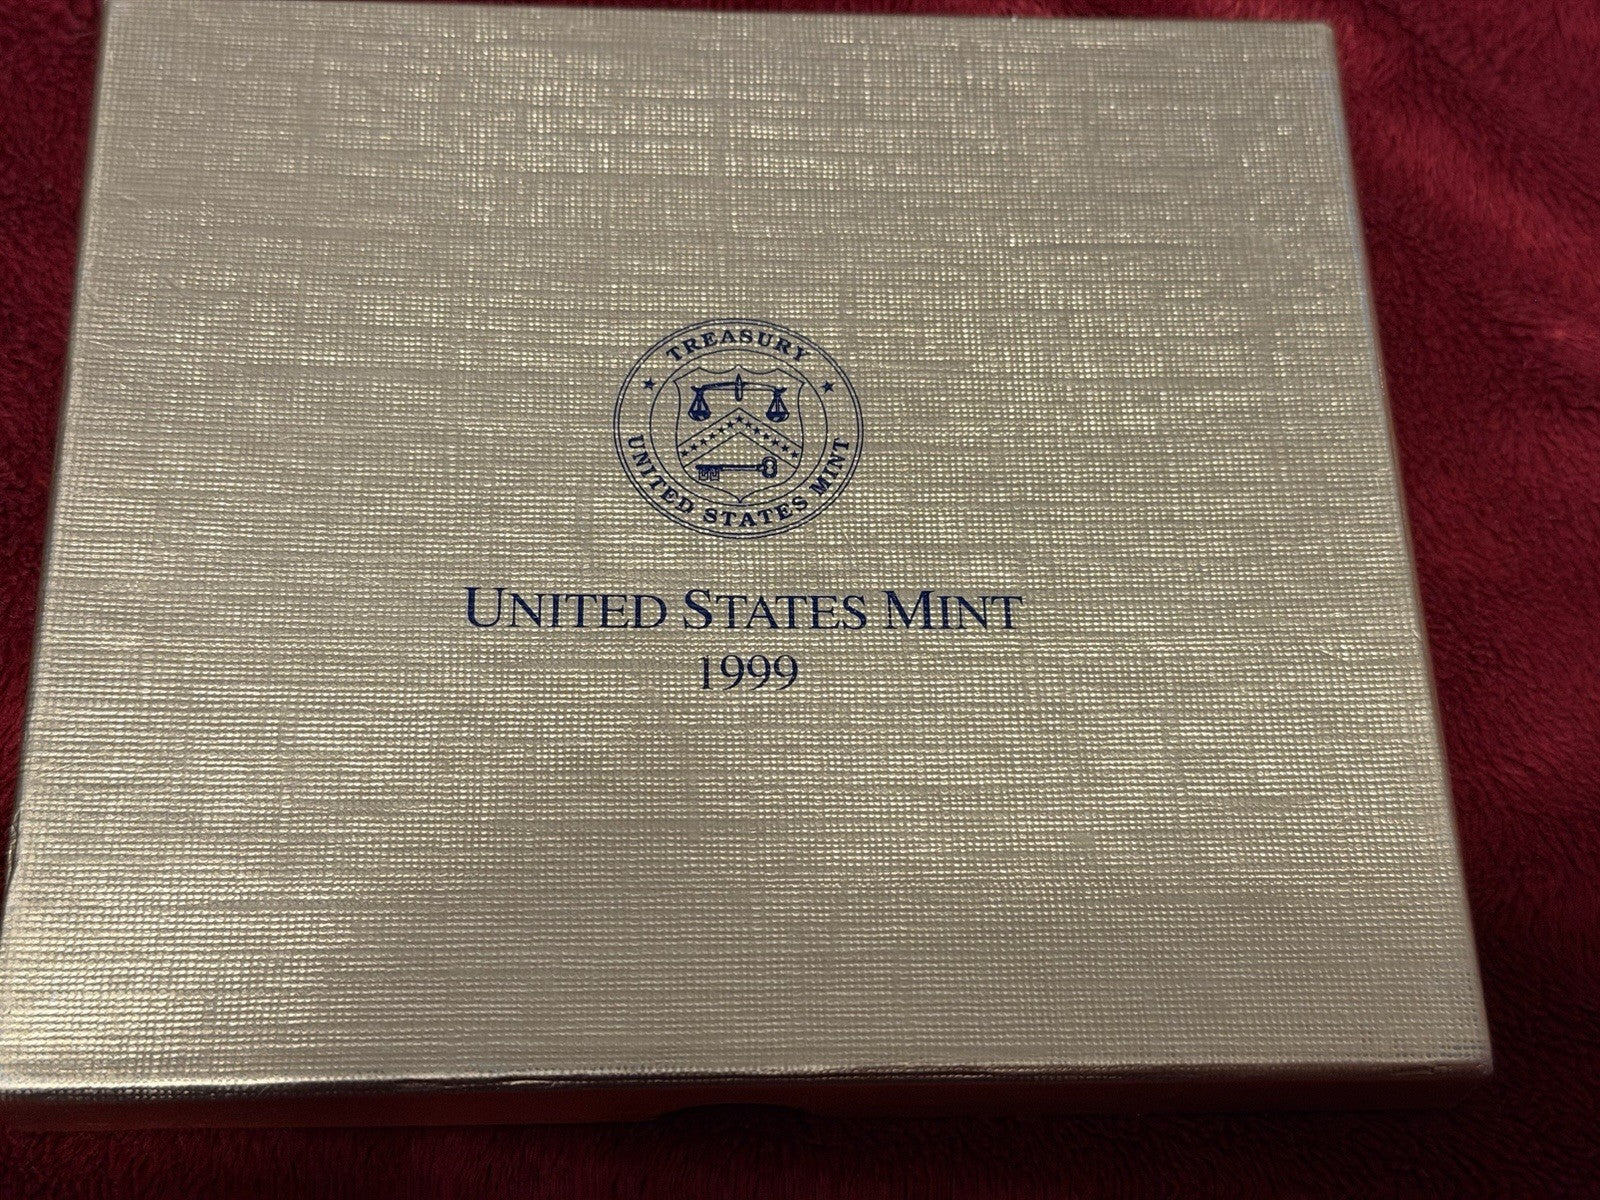 TREASURY
UNITED STATES MINT
UNITED STATES MINT
1999